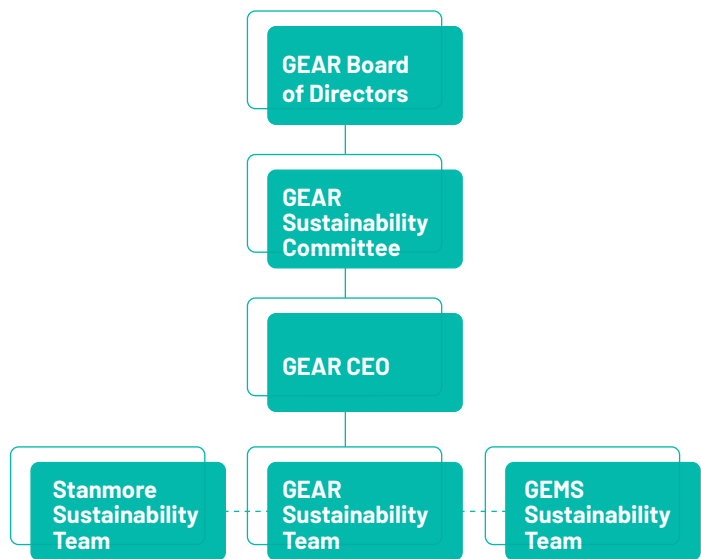 GEAR Board
of Directors
GEAR
Sustainability
Committee
GEAR CEO
Stanmore
Sustainability
Team
GEAR
Sustainability
Team
GEMS
Sustainability
Team